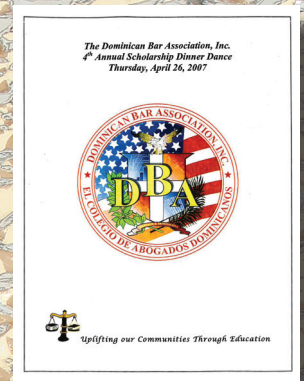 The Dominican Bar Association, Inc.
4th Annual Scholarship Dinner Dance
Thursday, April 26, 2007
DOMINICAN BAR ASSOCIATION, INC.
DBA
EL COLEGIO DE ABOGADOS DOMINICANOS
Uplifting our Communities Through Education